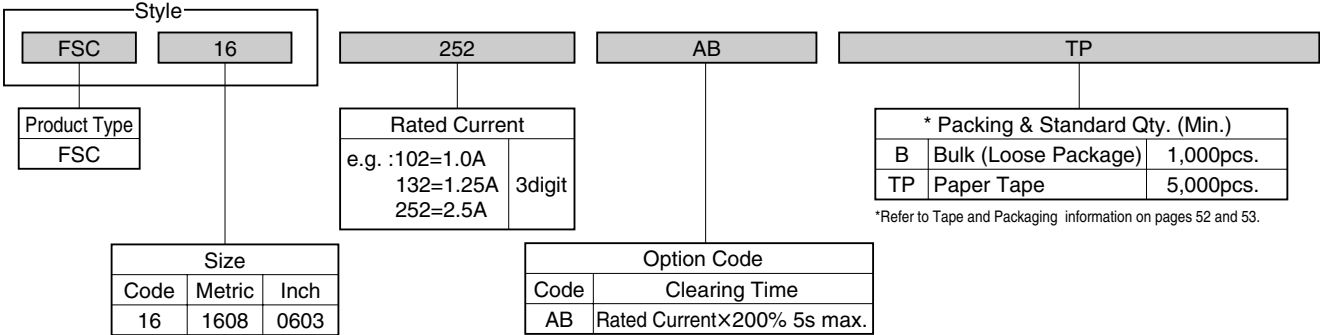 Style
FSC 16 252 AB TP
Product Type
FSC
Rated Current
e.g. :102=1.0A
132=1.25A
252=2.5A
3digit
* Packing & Standard Qty. (Min.)
B Bulk (Loose Package) 1,000pcs.
TP Paper Tape 5,000pcs.
*Refer to Tape and Packaging information on pages 52 and 53.
Size
Code Metric Inch
16 1608 0603
Option Code
Code Clearing Time
AB Rated Current×200% 5s max.